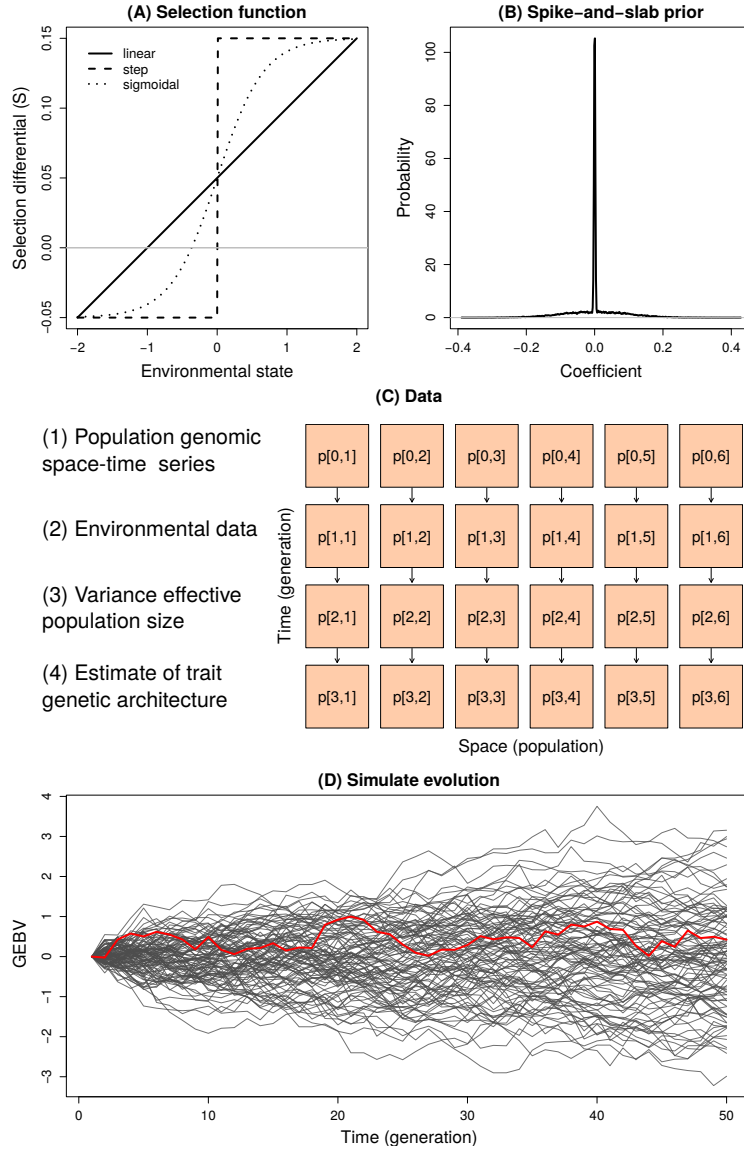 (A) Selection function
Selection differential (S)
0.15
0.10
0.05
0.00
−0.05
linear
step
sigmoidal
−2
−1
0
1
2
Environmental state
(B) Spike−and−slab prior
Probability
100
80
60
40
20
0
−0.4
−0.2
0.0
0.2
0.4
Coefficient
(C) Data
(1) Population genomic
space-time series
(2) Environmental data
(3) Variance effective
population size
(4) Estimate of trait
genetic architecture
Time (generation)
p[0,1] p[0,2] p[0,3] p[0,4] p[0,5] p[0,6]
p[1,1] p[1,2] p[1,3] p[1,4] p[1,5] p[1,6]
p[2,1] p[2,2] p[2,3] p[2,4] p[2,5] p[2,6]
p[3,1] p[3,2] p[3,3] p[3,4] p[3,5] p[3,6]
Space (population)
(D) Simulate evolution
GEBV
4
3
2
1
0
−1
−2
−3
0
10
20
30
40
50
Time (generation)